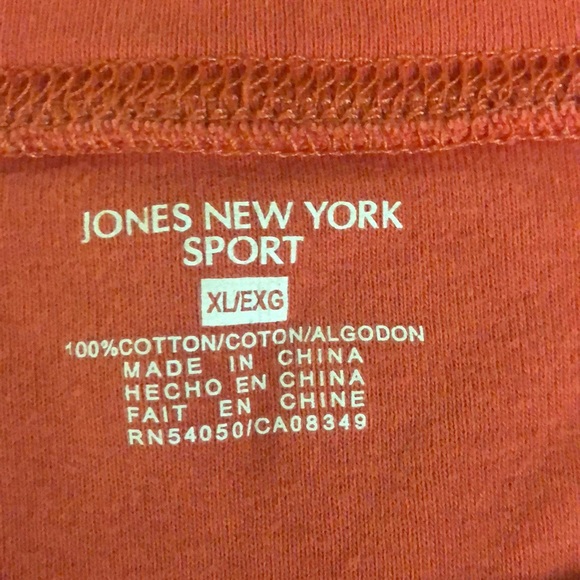 JONES NEW YORK
SPORT
XL/EXG
100%COTTON/COTON/ALGODON
MADE IN CHINA
HECHO EN CHINA
FAIT EN CHINE
RN54050/CA08349